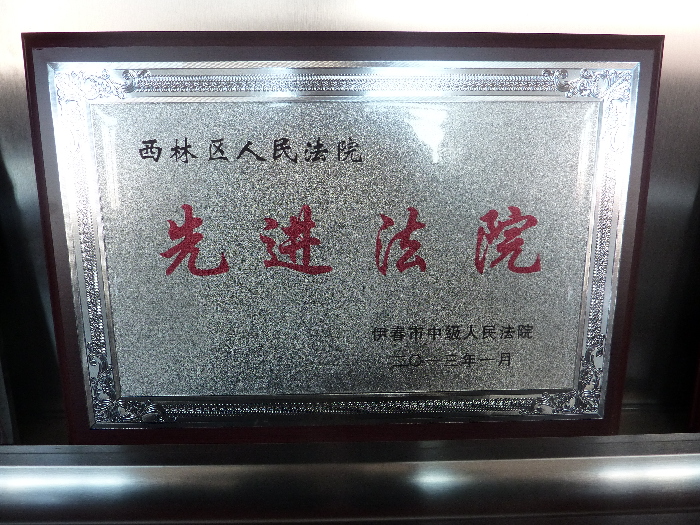 西林区人民法院
先进法院
伊春市中级人民法院
二〇一三年一月